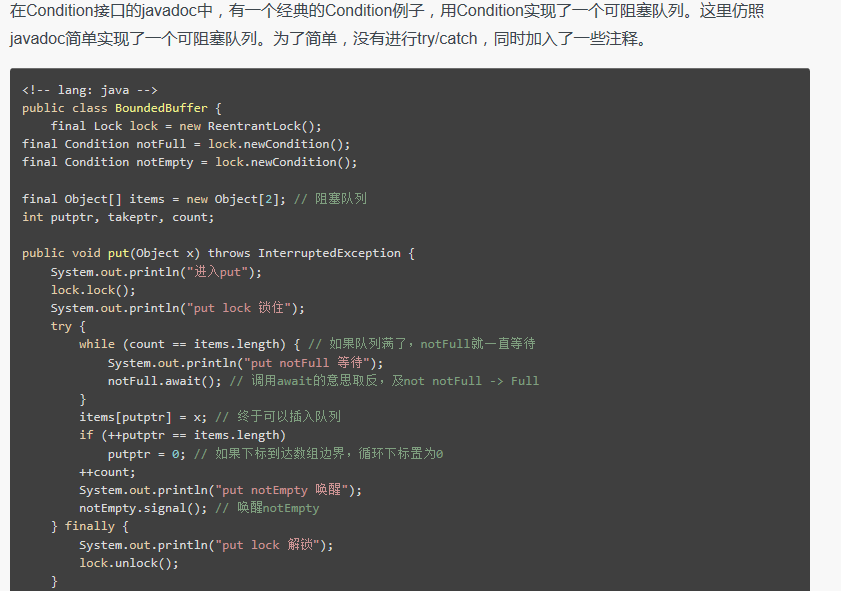 在Condition接口的javadoc中，有一个经典的Condition例子，用Condition实现了一个可阻塞队列。这里仿照
javadoc简单实现了一个可阻塞队列。为了简单，没有进行try/catch，同时加入了一些注释。
<!-- lang: java -->
public class BoundedBuffer {
    final Lock lock = new ReentrantLock();
final Condition notFull = lock.newCondition();
final Condition notEmpty = lock.newCondition();
final Object[] items = new Object[2]; // 阻塞队列
int putptr, takeptr, count;
public void put(Object x) throws InterruptedException {
    System.out.println("进入put");
    lock.lock();
    System.out.println("put lock 锁住");
    try {
        while (count == items.length) { // 如果队列满了，notFull就一直等待
            System.out.println("put notFull 等待");
            notFull.await(); // 调用await的意思取反，及not notFull -> Full
        }
        items[putptr] = x; // 终于可以插入队列
        if (++putptr == items.length)
            putptr = 0; // 如果下标到达数组边界，循环下标置为0
        ++count;
        System.out.println("put notEmpty 唤醒");
        notEmpty.signal(); // 唤醒notEmpty
    } finally {
        System.out.println("put lock 解锁");
        lock.unlock();
    }